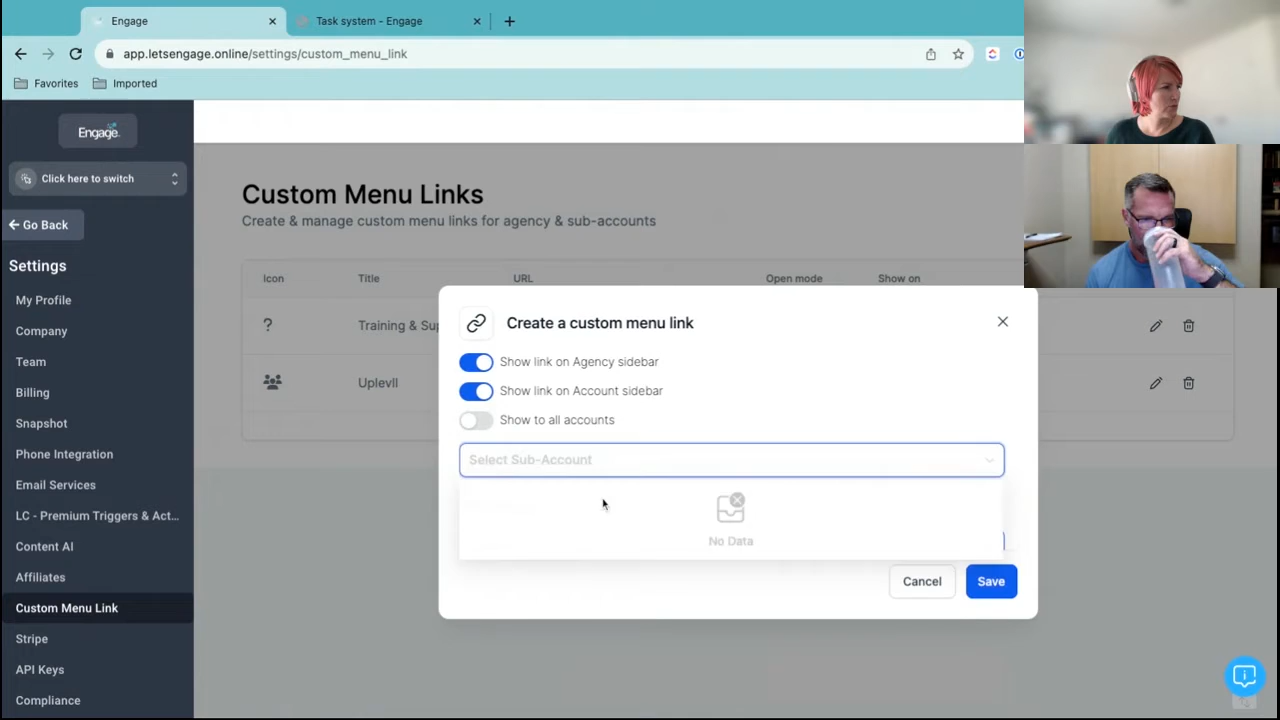 Engage
Task system - Engage
app.letsengage.online/settings/custom_menu_link
Favorites
Imported
Engage
Click here to switch
Go Back
Settings
My Profile
Company
Team
Billing
Snapshot
Phone Integration
Email Services
LC - Premium Triggers & Act...
Content AI
Affiliates
Custom Menu Link
Stripe
API Keys
Compliance
Custom Menu Links
Create & manage custom menu links for agency & sub-accounts
Icon Title URL Open mode Show on
? Training & Sup
Uplevll
Create a custom menu link
Show link on Agency sidebar
Show link on Account sidebar
Show to all accounts
Select Sub-Account
No Data
Cancel
Save